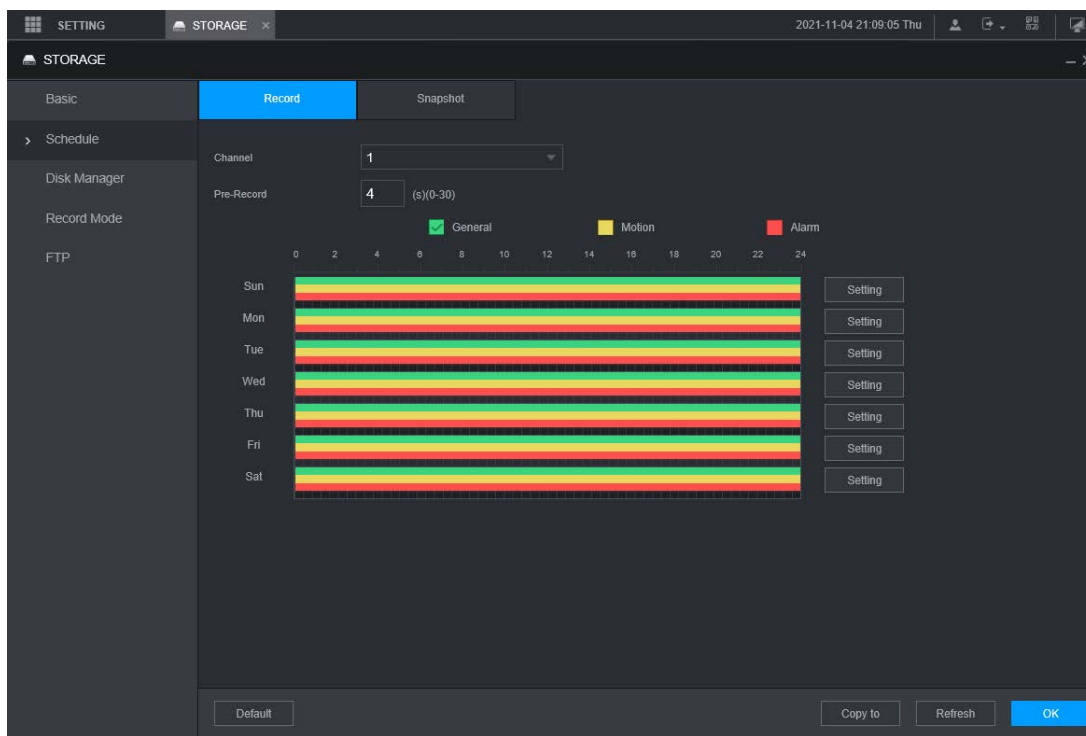 SETTING STORAGE × 2021-11-04 21:09:05 Thu
STORAGE
Basic
Schedule
Disk Manager
Record Mode
FTP
Record Snapshot
Channel 1
Pre-Record 4 (s)(0-30)
General Motion Alarm
0 2 4 6 8 10 12 14 16 18 20 22 24
Sun Setting
Mon Setting
Tue Setting
Wed Setting
Thu Setting
Fri Setting
Sat Setting
Default Copy to Refresh OK